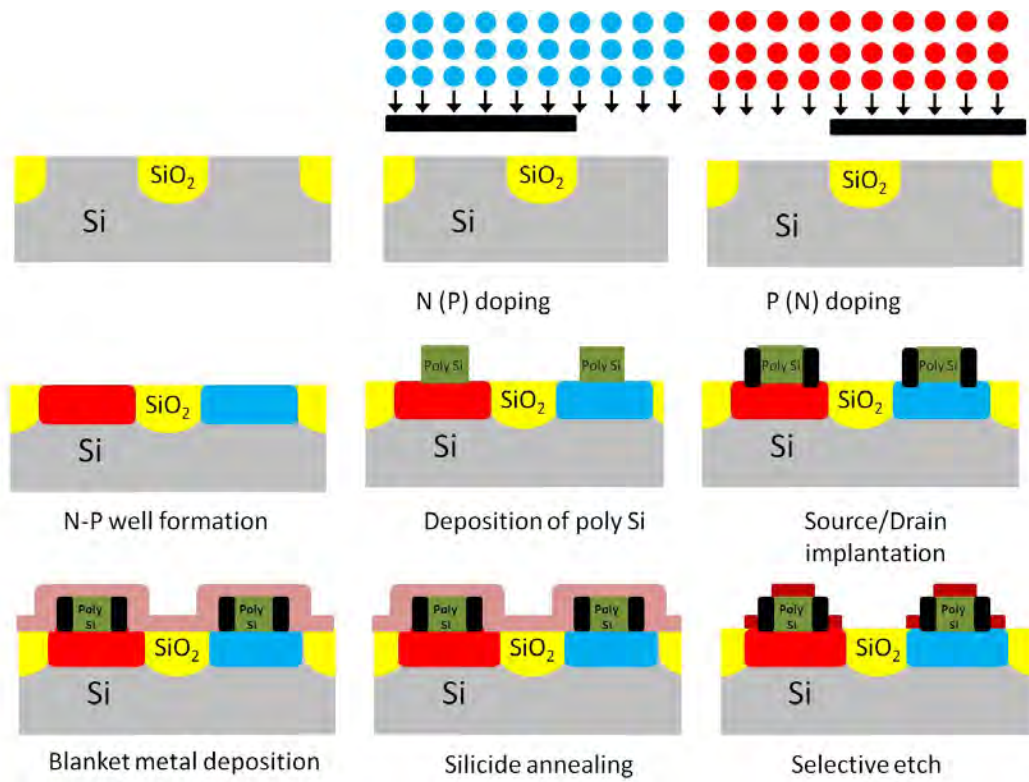 SiO2
Si
SiO2
Si
N (P) doping
SiO2
Si
P (N) doping
SiO2
Si
N-P well formation
Poly Si
Poly Si
SiO2
Si
Deposition of poly Si
Poly Si
Poly Si
SiO2
Si
Source/Drain
implantation
Poly
Si
Poly
Si
SiO2
Si
Blanket metal deposition
Poly
Si
Poly
Si
SiO2
Si
Silicide annealing
Poly
Si
Poly
Si
SiO2
Si
Selective etch